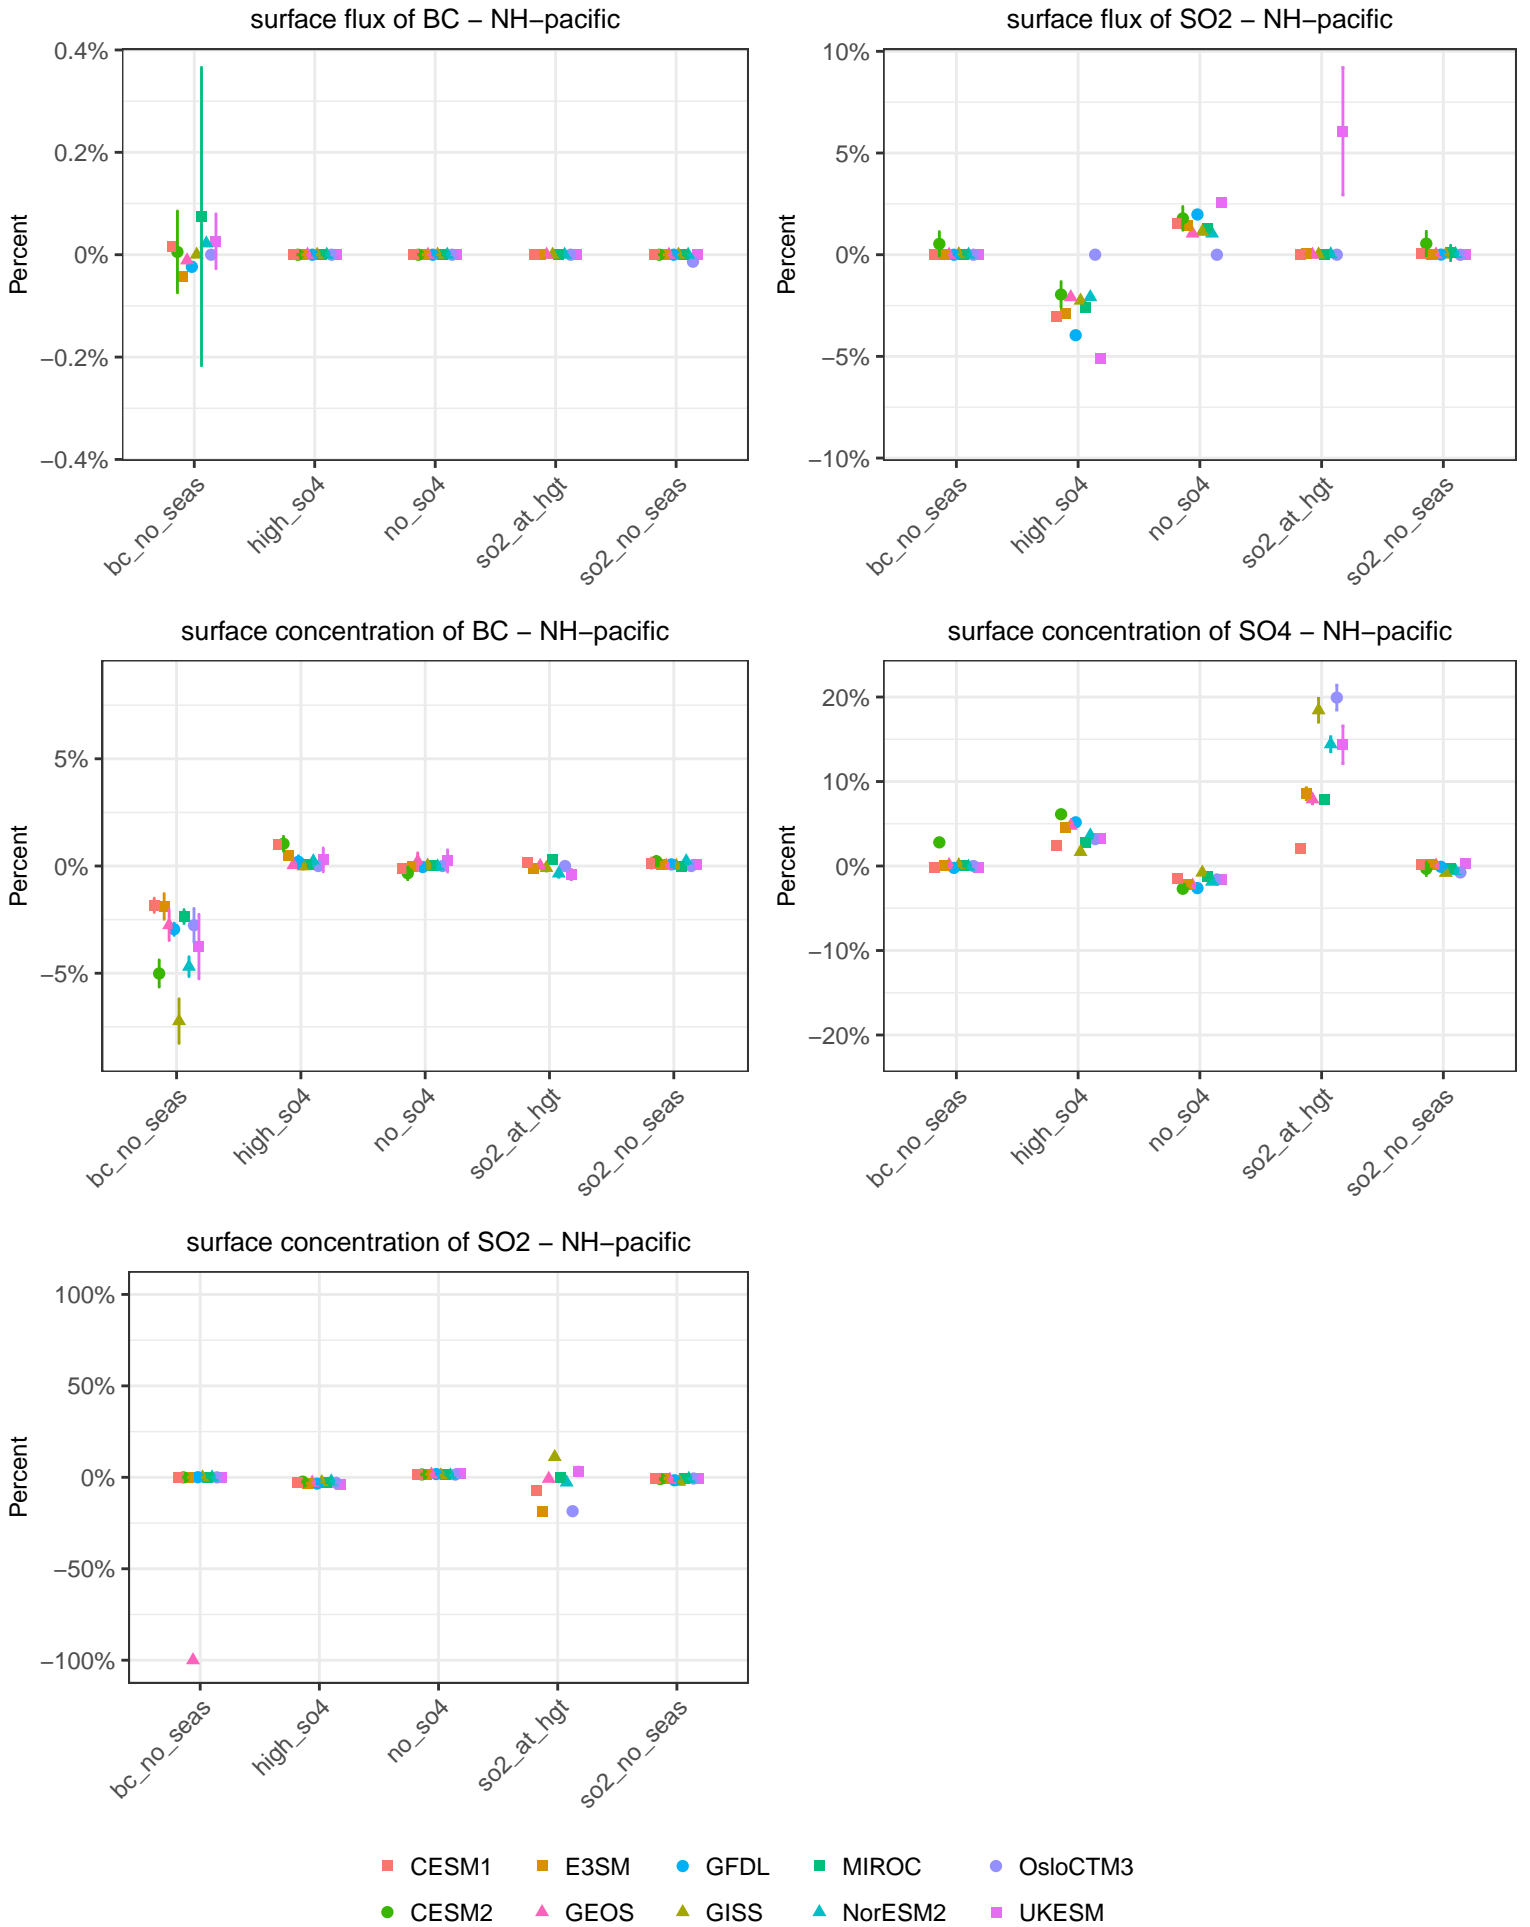 surface flux of BC − NH−pacific
Percent
0.4%
0.2%
0%
−0.2%
−0.4%
bc_no_seas
high_so4
no_so4
so2_at_hgt
so2_no_seas
surface flux of SO2 − NH−pacific
Percent
10%
5%
0%
−5%
−10%
bc_no_seas
high_so4
no_so4
so2_at_hgt
so2_no_seas
surface concentration of BC − NH−pacific
Percent
5%
0%
−5%
bc_no_seas
high_so4
no_so4
so2_at_hgt
so2_no_seas
surface concentration of SO4 − NH−pacific
Percent
20%
10%
0%
−10%
−20%
bc_no_seas
high_so4
no_so4
so2_at_hgt
so2_no_seas
surface concentration of SO2 − NH−pacific
Percent
100%
50%
0%
−50%
−100%
bc_no_seas
high_so4
no_so4
so2_at_hgt
so2_no_seas
CESM1 E3SM GFDL MIROC OsloCTM3
CESM2 GEOS GISS NorESM2 UKESM